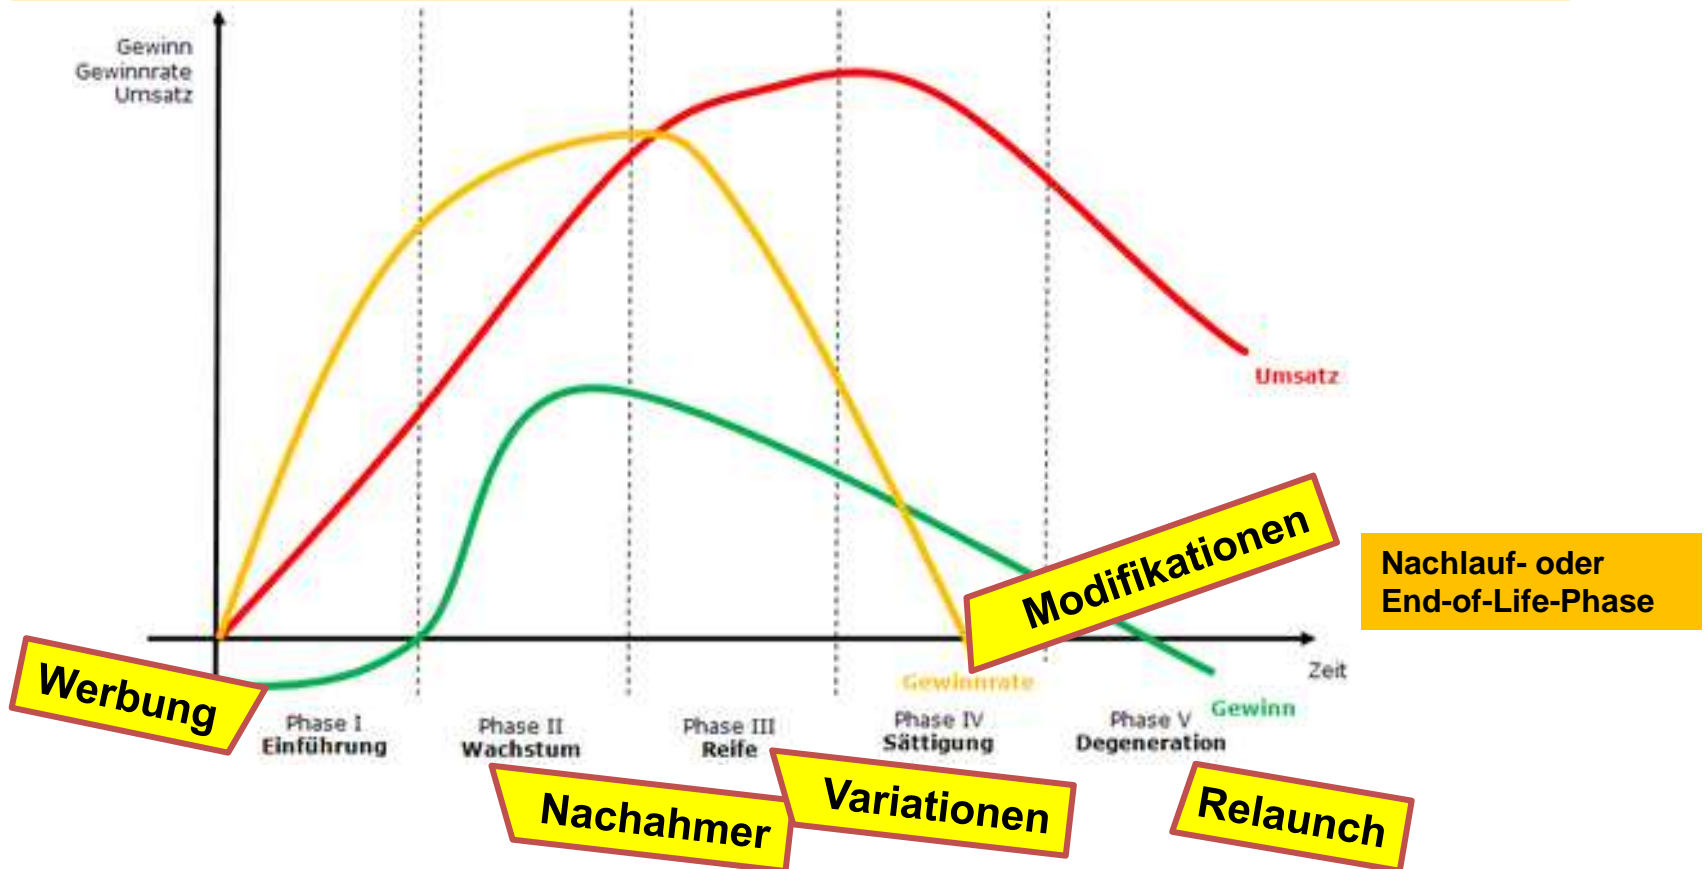 Gewinn
Gewinnrate
Umsatz
Umsatz
Modifikationen
Nachlauf- oder
End-of-Life-Phase
Werbung
Zeit
Gewinnrate
Gewinn
Phase I
Einführung
Phase II
Wachstum
Phase III
Reife
Phase IV
Sättigung
Phase V
Degeneration
Nachahmer
Variationen
Relaunch